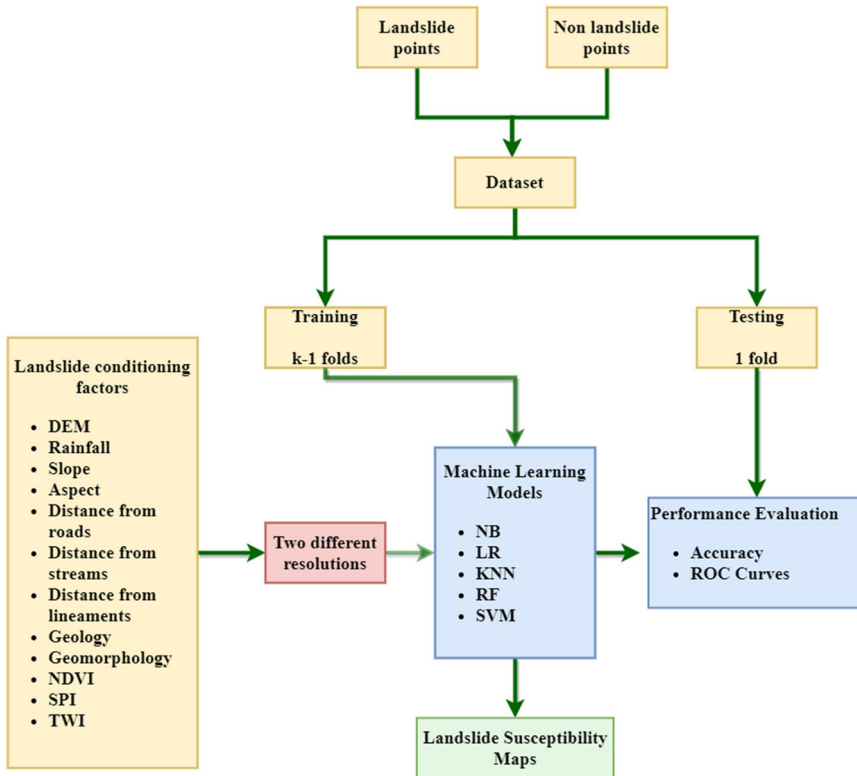 Landslide
points
Non landslide
points
Dataset
Training
k-1 folds
Testing
1 fold
Landslide conditioning
factors
• DEM
• Rainfall
• Slope
• Aspect
• Distance from
roads
• Distance from
streams
• Distance from
lineaments
• Geology
• Geomorphology
• NDVI
• SPI
• TWI
Two different
resolutions
Machine Learning
Models
• NB
• LR
• KNN
• RF
• SVM
Performance Evaluation
• Accuracy
• ROC Curves
Landslide Susceptibility
Maps